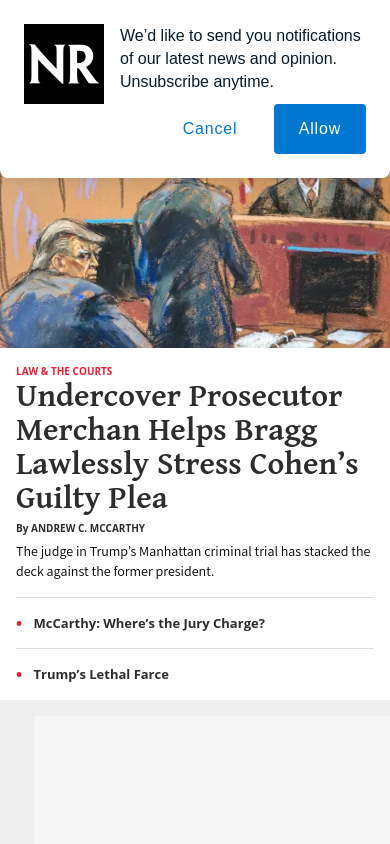 NR
We’d like to send you notifications
of our latest news and opinion.
Unsubscribe anytime.
Cancel
Allow
LAW & THE COURTS
Undercover Prosecutor
Merchan Helps Bragg
Lawlessly Stress Cohen’s
Guilty Plea
By ANDREW C. MCCARTHY
The judge in Trump’s Manhattan criminal trial has stacked the
deck against the former president.
• McCarthy: Where’s the Jury Charge?
• Trump’s Lethal Farce